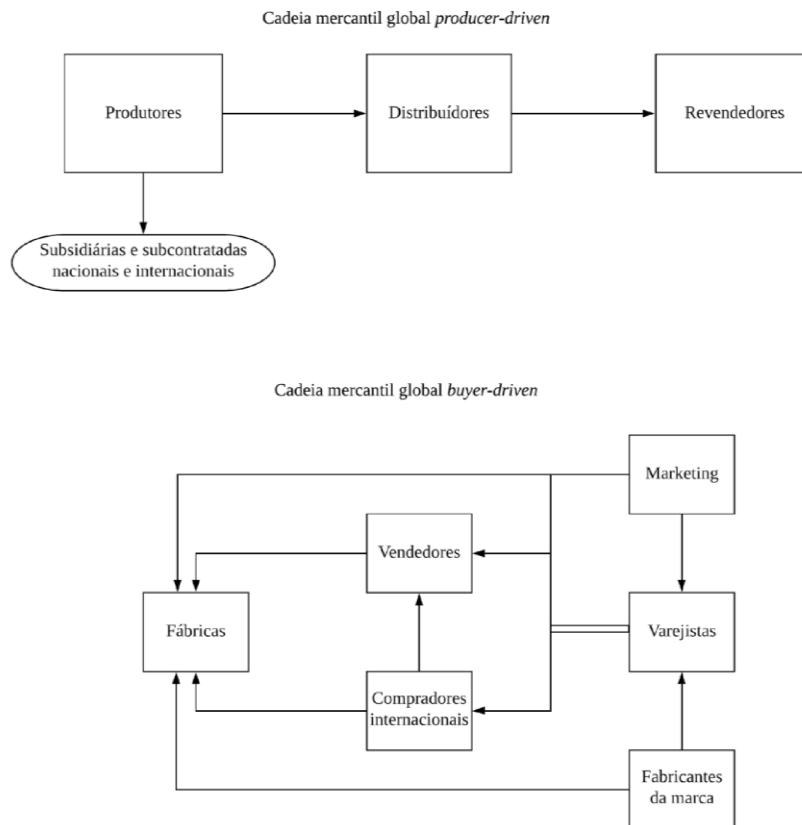 Cadeia mercantil global producer-driven
Produtores
Distribuídores
Revendedores
Subsidiárias e subcontratadas
nacionais e internacionais
Cadeia mercantil global buyer-driven
Marketing
Vendedores
Fábricas
Varejistas
Compradores
internacionais
Fabricantes
da marca